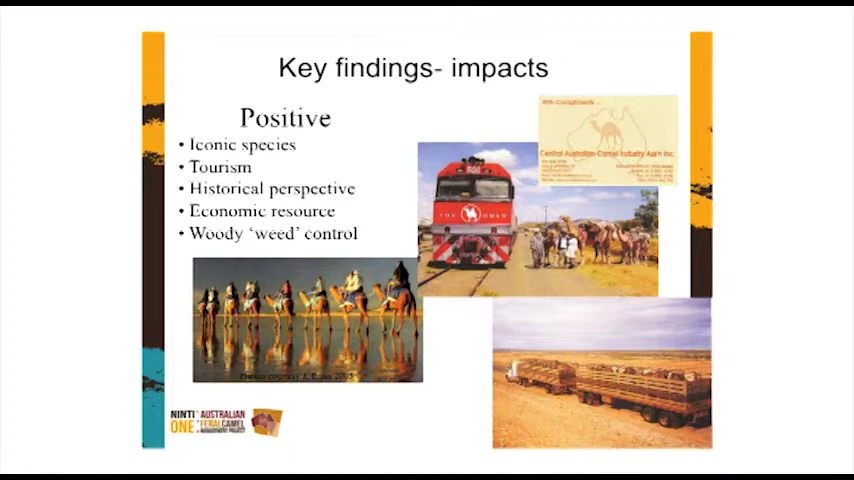 Key findings- impacts
Positive
• Iconic species
• Tourism
• Historical perspective
• Economic resource
• Woody 'weed' control
With Compliments ...
Central Australian Camel Industry Ass'n Inc.
THE GHAN
NINTI
ONE
AUSTRALIAN
FERAL CAMEL
MANAGEMENT PROJECT